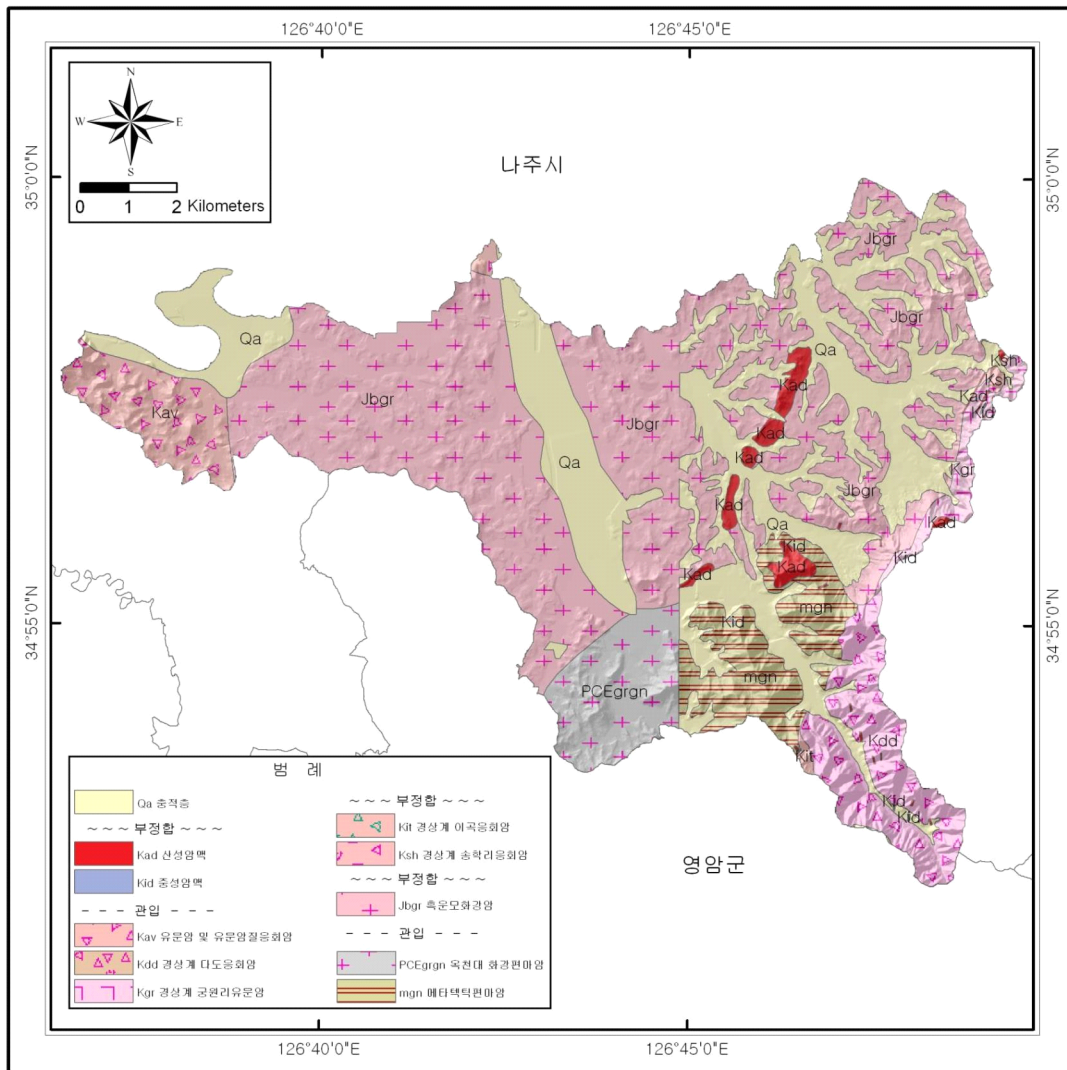 126°40'0"E
126°45'0"E
N
W
E
S
0 1 2 Kilometers
35°0'0"N
35°0'0"N
나주시
Jbgr
Jbgr
Qa
Qa
Ksh
Ksh
Kad
Kad
Kid
Kav
Jbgr
Jbgr
Kad
Kad
Kgr
Qa
Jbgr
Kad
Qa
Kad
Kid
Kid
Kad
Kad
34°55'0"N
34°55'0"N
mgn
Kid
mgn
PCEgrgn
Kdd
Kit
Kid
Kid
영암군
범 례
Qa 충적층
~ ~ ~ 부정합 ~ ~ ~
Kad 산성암맥
Kid 중성암맥
- - - 관입 - - -
Kav 유문암 및 유문암질응회암
Kdd 경상계 다도응회암
Kgr 경상계 궁원리유문암
~ ~ ~ 부정합 ~ ~ ~
Kit 경상계 이곡응회암
Ksh 경상계 송학리응회암
~ ~ ~ 부정합 ~ ~ ~
Jbgr 흑운모화강암
- - - 관입 - - -
PCEgrgn 옥천대 화강편마암
mgn 메타텍틱편마암
126°40'0"E
126°45'0"E